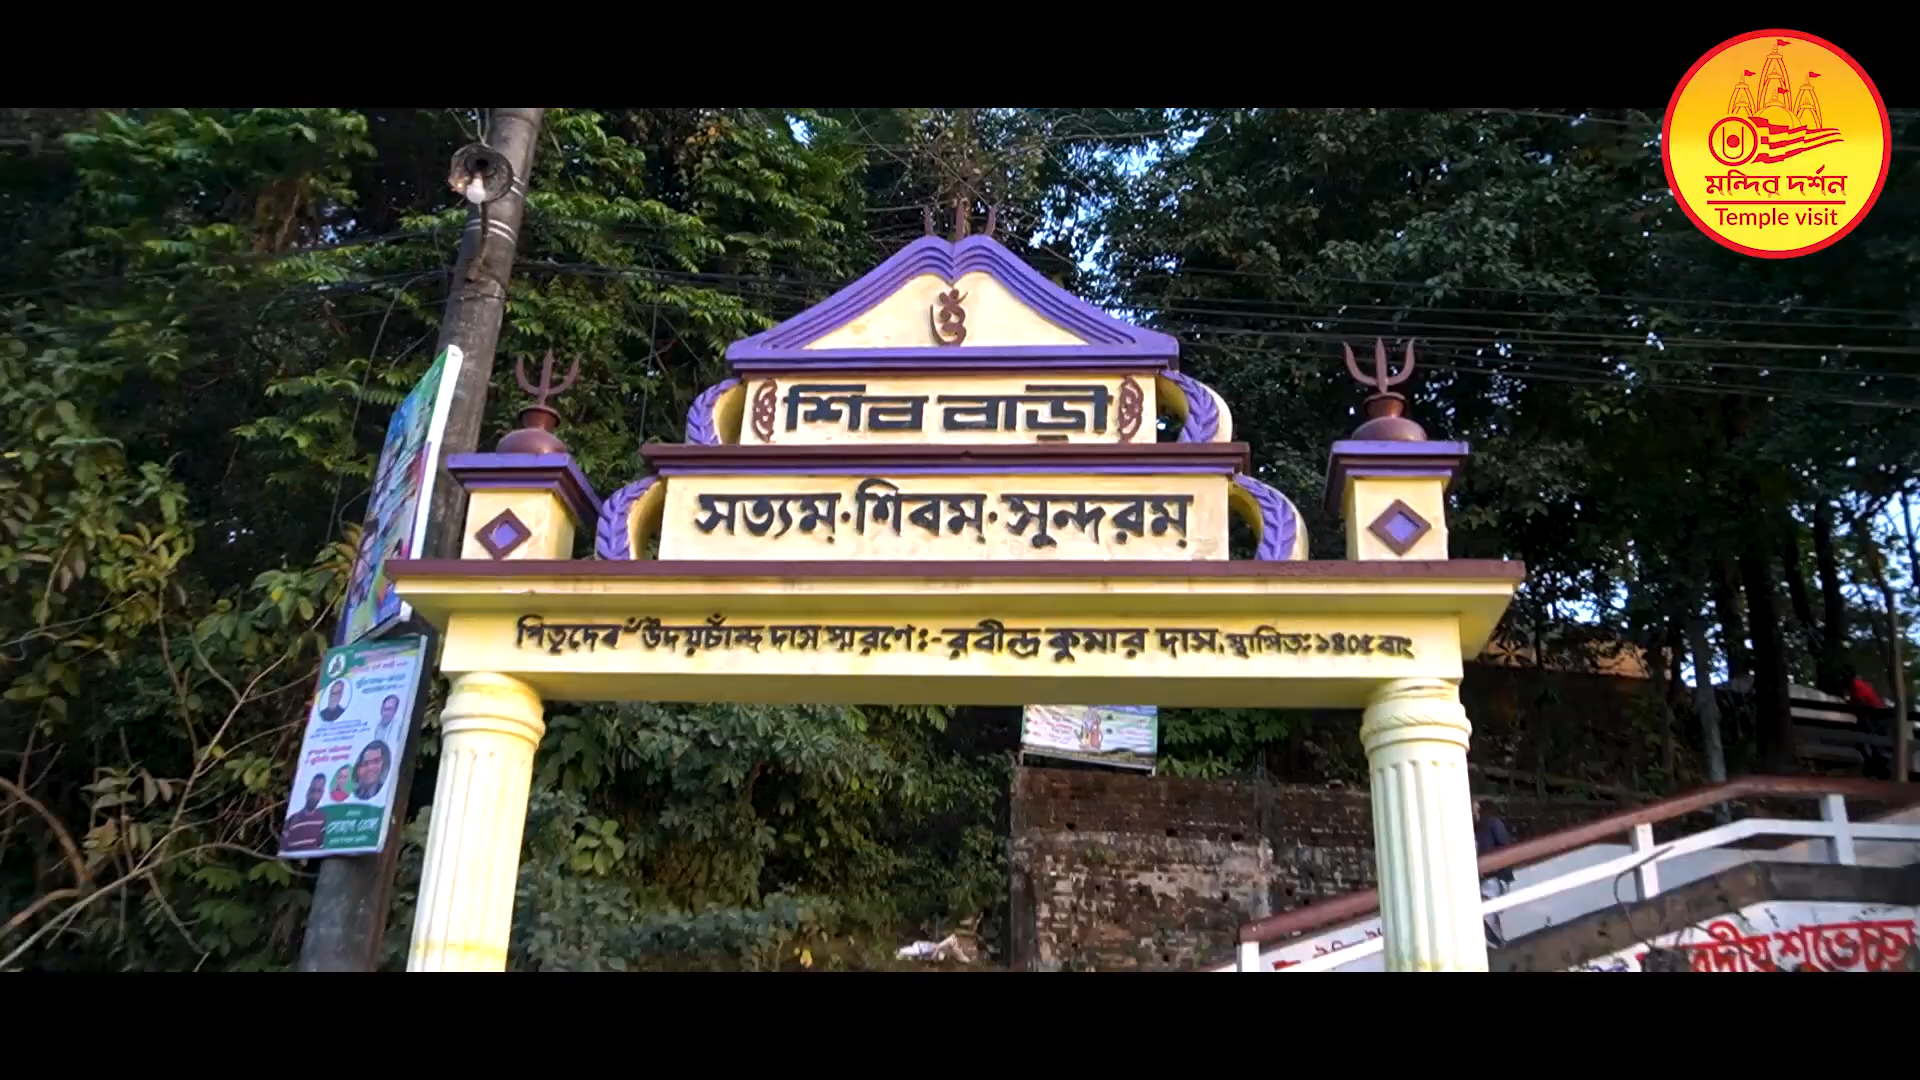 মন্দির দর্শন
Temple visit
ওঁ
শিব বাড়ী
সত্যম্·শিবম্·সুন্দরম্
পিতৃদেব ঁউদয়চাঁন্দ দাস স্মরণে:-রবীন্দ্র কুমার দাস, স্থাপিত: ১৪০৫ বাং
শুভেচ্ছা